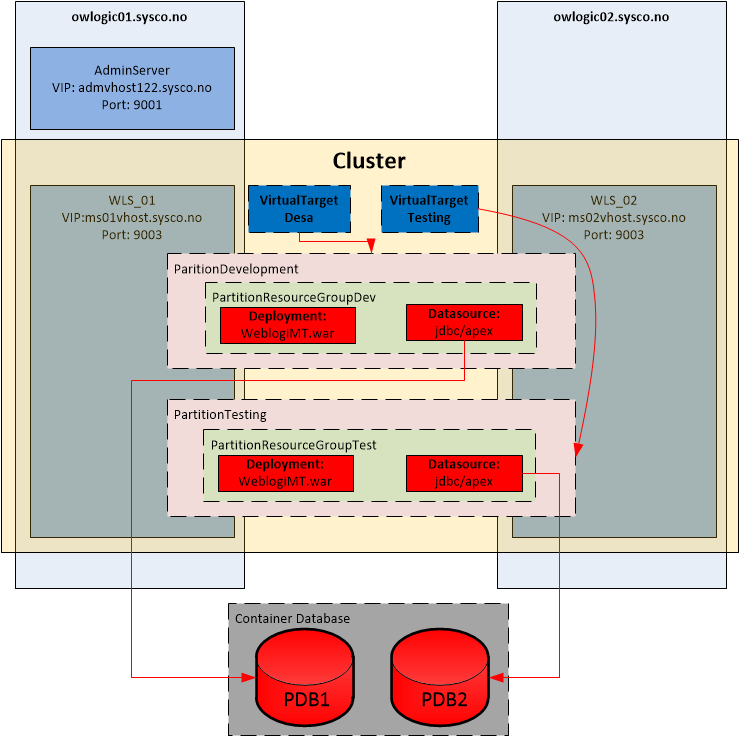 owlogic01.sysco.no
owlogic02.sysco.no
AdminServer
VIP: admvhost122.sysco.no
Port: 9001
Cluster
WLS_01
VIP:ms01vhost.sysco.no
Port: 9003
VirtualTarget
Desa
VirtualTarget
Testing
WLS_02
VIP: ms02vhost.sysco.no
Port: 9003
ParitionDevelopment
PartitionResourceGroupDev
Deployment:
WeblogiMT.war
Datasource:
jdbc/apex
PartitionTesting
PartitionResourceGroupTest
Deployment:
WeblogiMT.war
Datasource:
jdbc/apex
Container Database
PDB1
PDB2